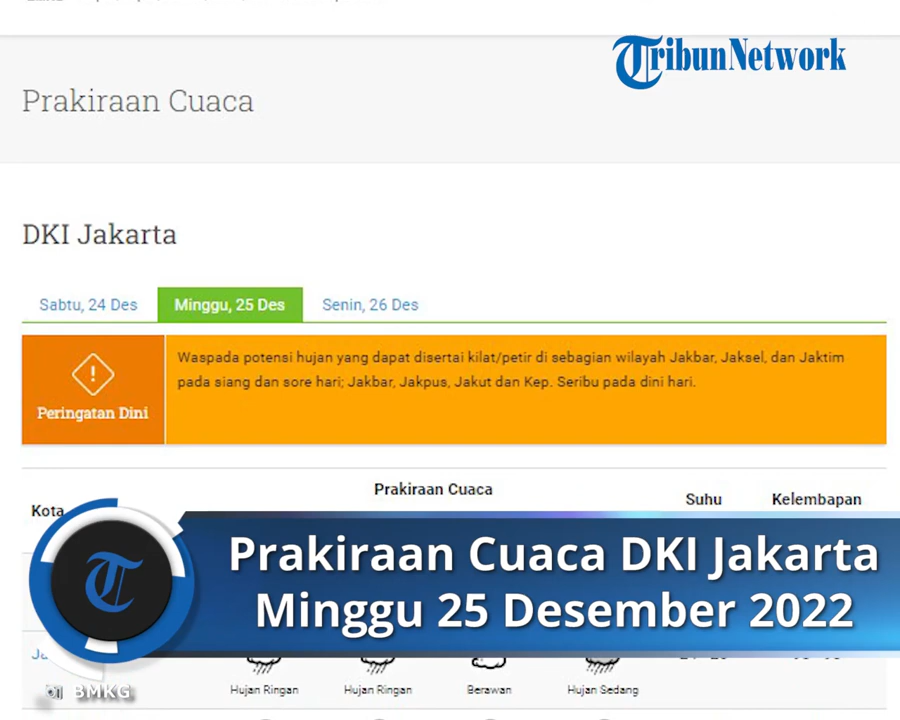 TribunNetwork
Prakiraan Cuaca
DKI Jakarta
Sabtu, 24 Des
Minggu, 25 Des
Senin, 26 Des
Peringatan Dini
Waspada potensi hujan yang dapat disertai kilat/petir di sebagian wilayah Jakbar, Jaksel, dan Jaktim
pada siang dan sore hari; Jakbar, Jakpus, Jakut dan Kep. Seribu pada dini hari.
Kota
Prakiraan Cuaca
Suhu
Kelembapan
Prakiraan Cuaca DKI Jakarta
Minggu 25 Desember 2022
BMKG
Hujan Ringan
Hujan Ringan
Berawan
Hujan Sedang